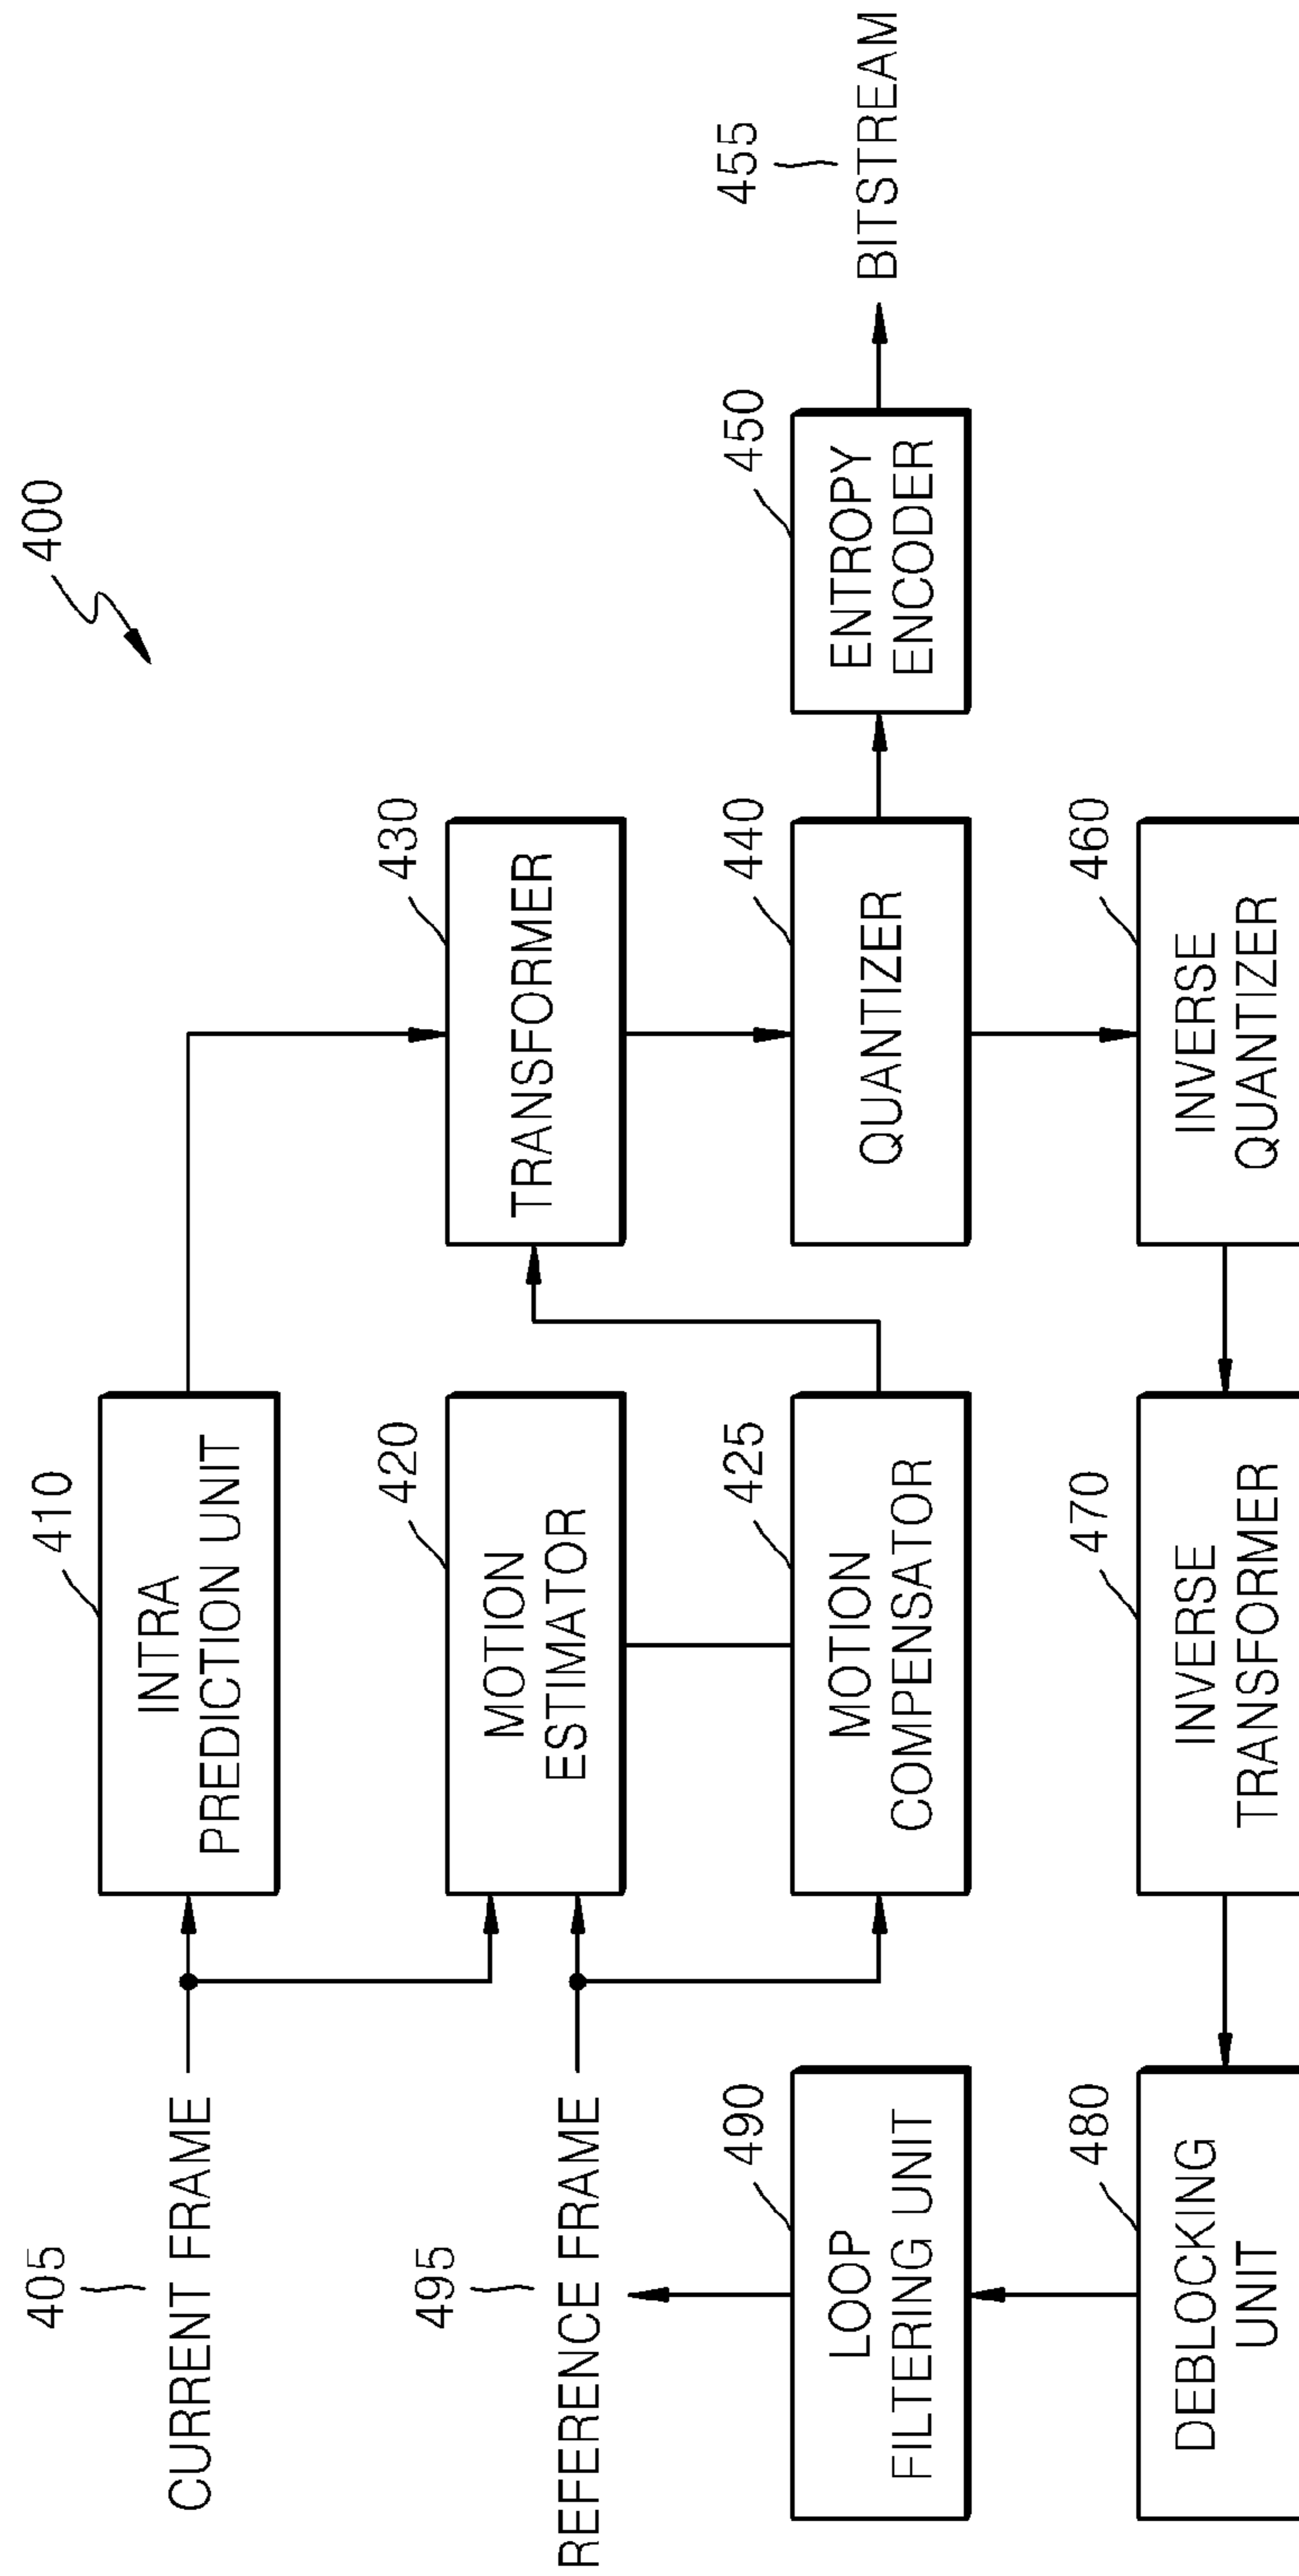 400
405
CURRENT FRAME
410
INTRA
PREDICTION UNIT
495
REFERENCE FRAME
420
MOTION
ESTIMATOR
430
TRANSFORMER
490
LOOP
FILTERING UNIT
425
MOTION
COMPENSATOR
440
QUANTIZER
450
ENTROPY
ENCODER
455
BITSTREAM
480
DEBLOCKING
UNIT
470
INVERSE
TRANSFORMER
460
INVERSE
QUANTIZER